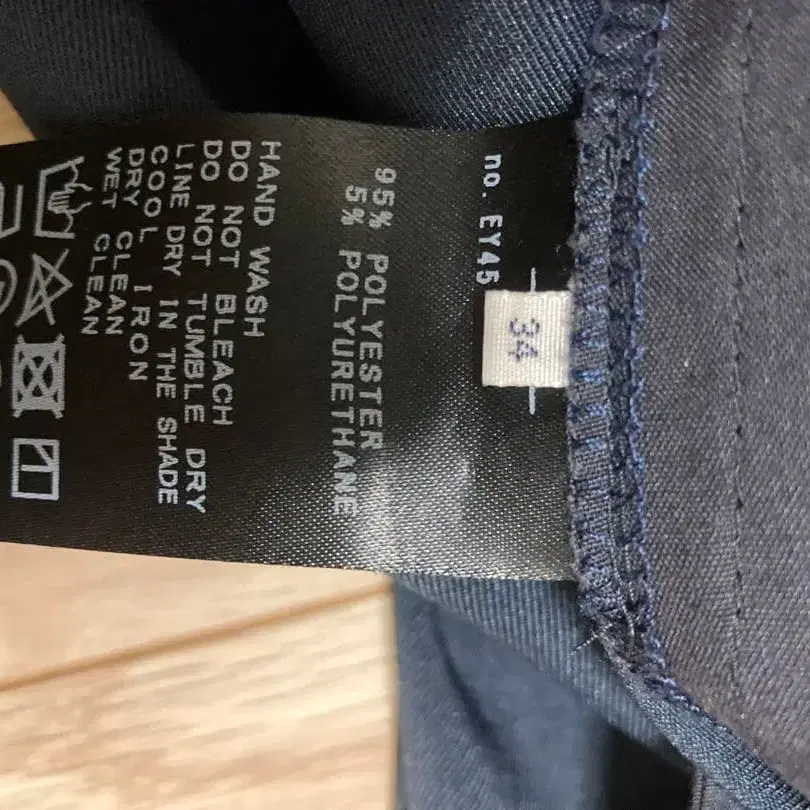 no. EY45
34
95% POLYESTER
5% POLYURETHANE
HAND WASH
DO NOT BLEACH
DO NOT TUMBLE DRY
LINE DRY IN THE SHADE
COOL IRON
DRY CLEAN
WET CLEAN